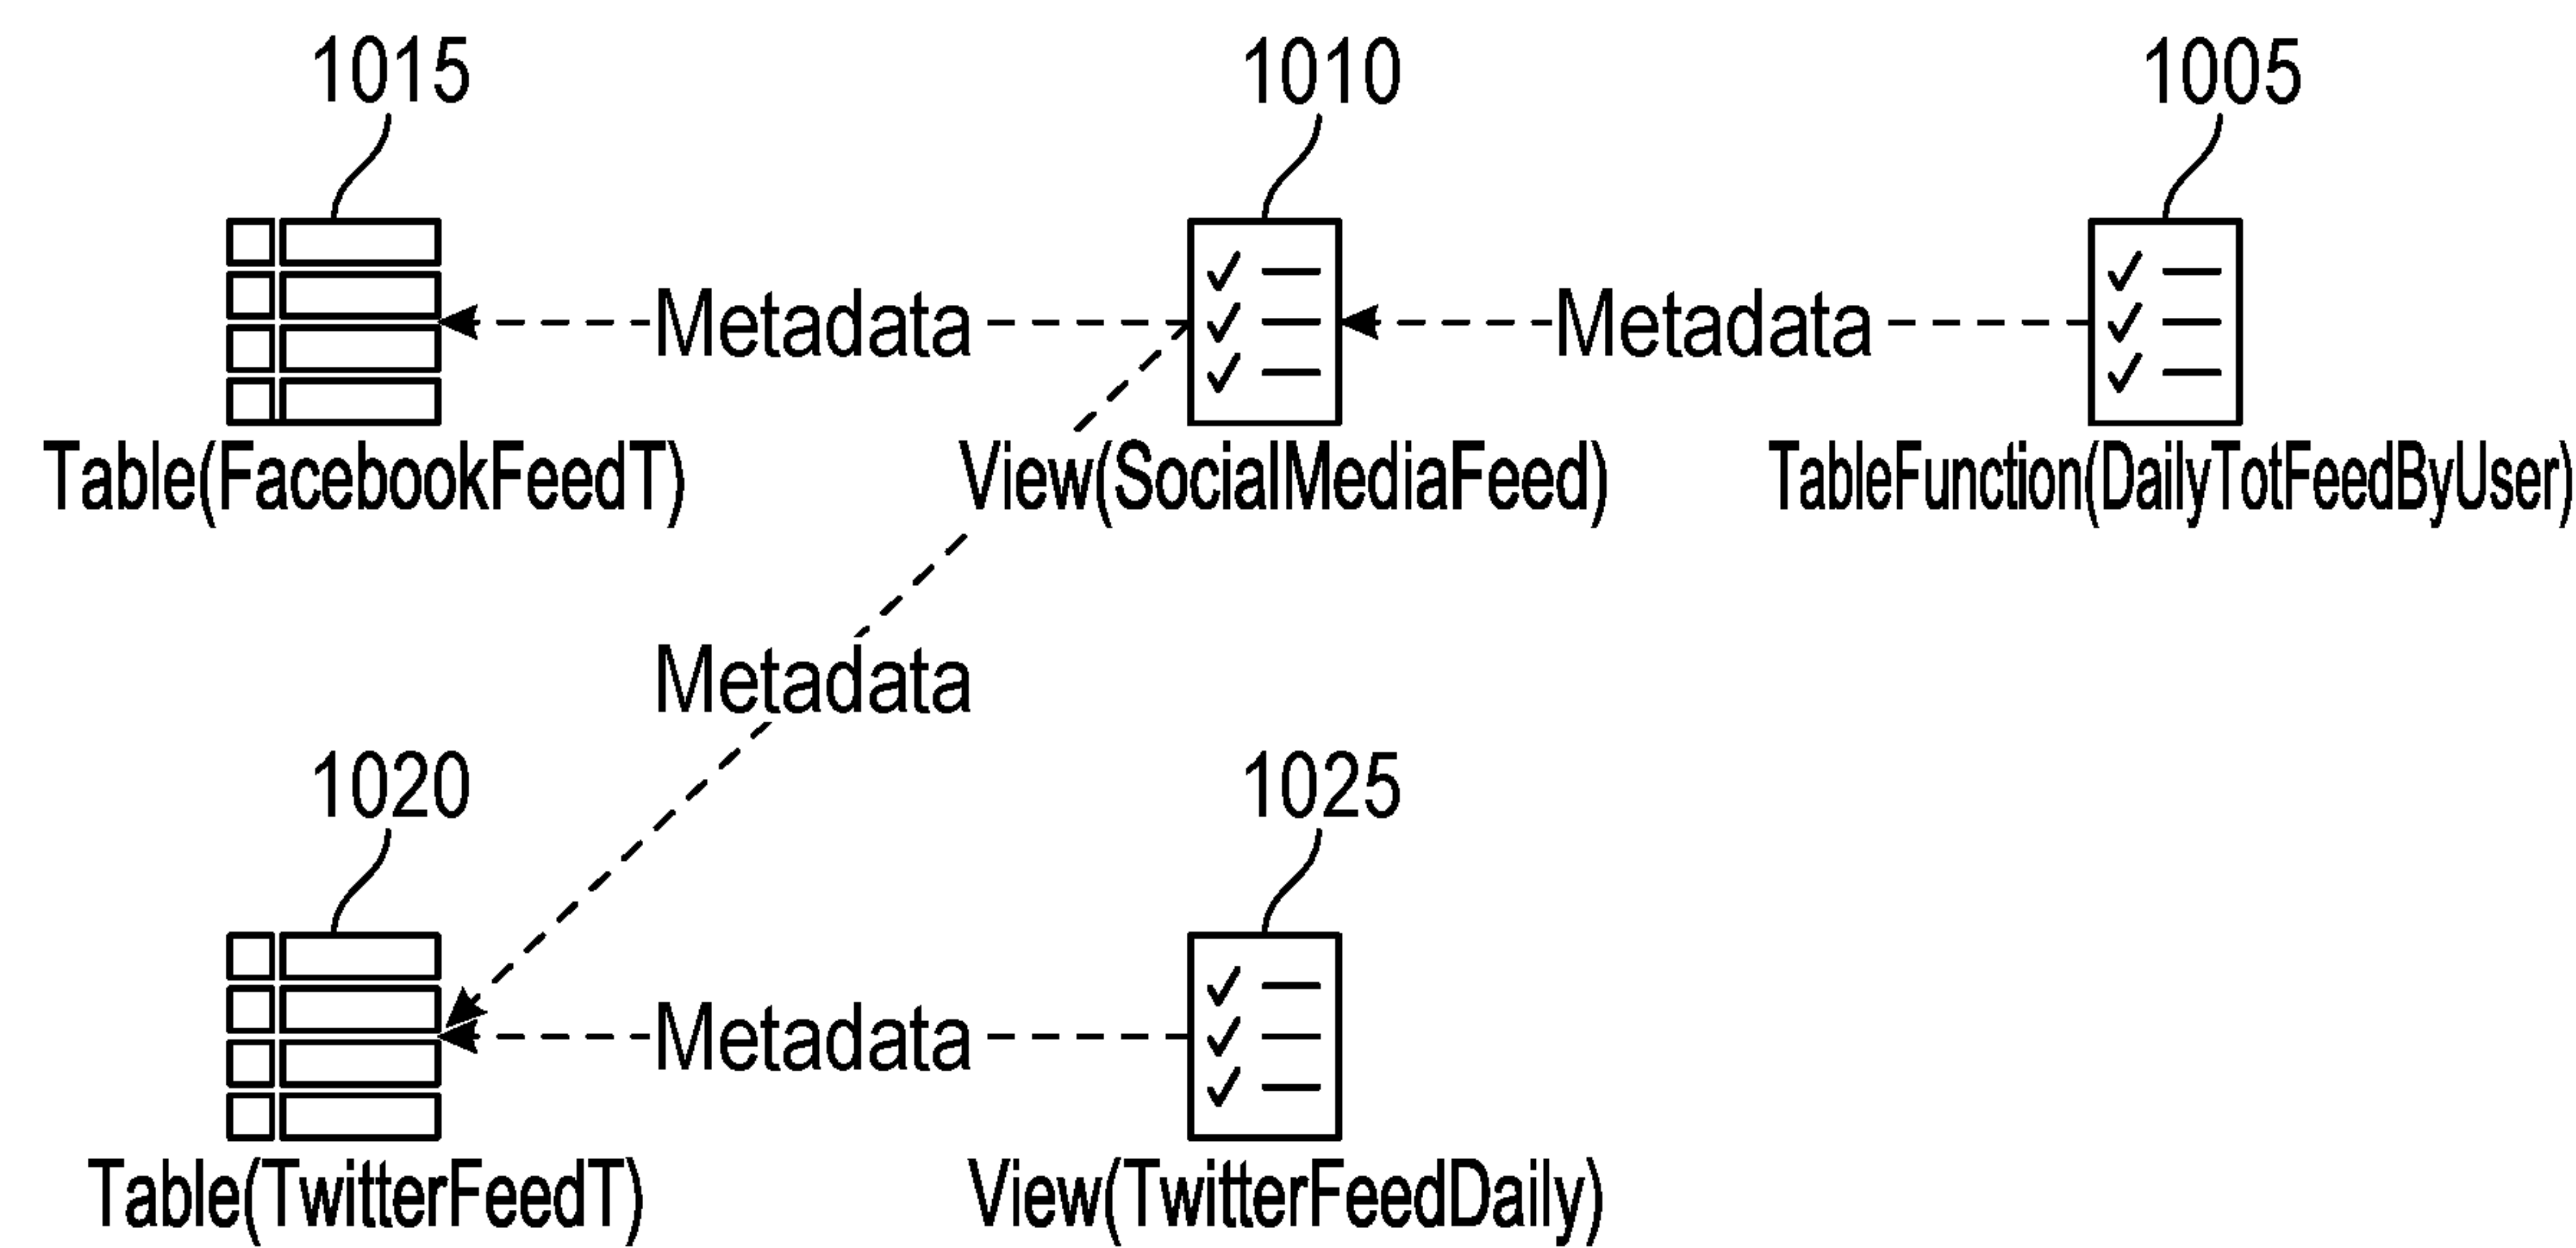 1015 1010 1005
Metadata Metadata
Table(FacebookFeedT) View(SocialMediaFeed) TableFunction(DailyTotFeedByUser)
Metadata
1020 1025
Metadata
Table(TwitterFeedT) View(TwitterFeedDaily)